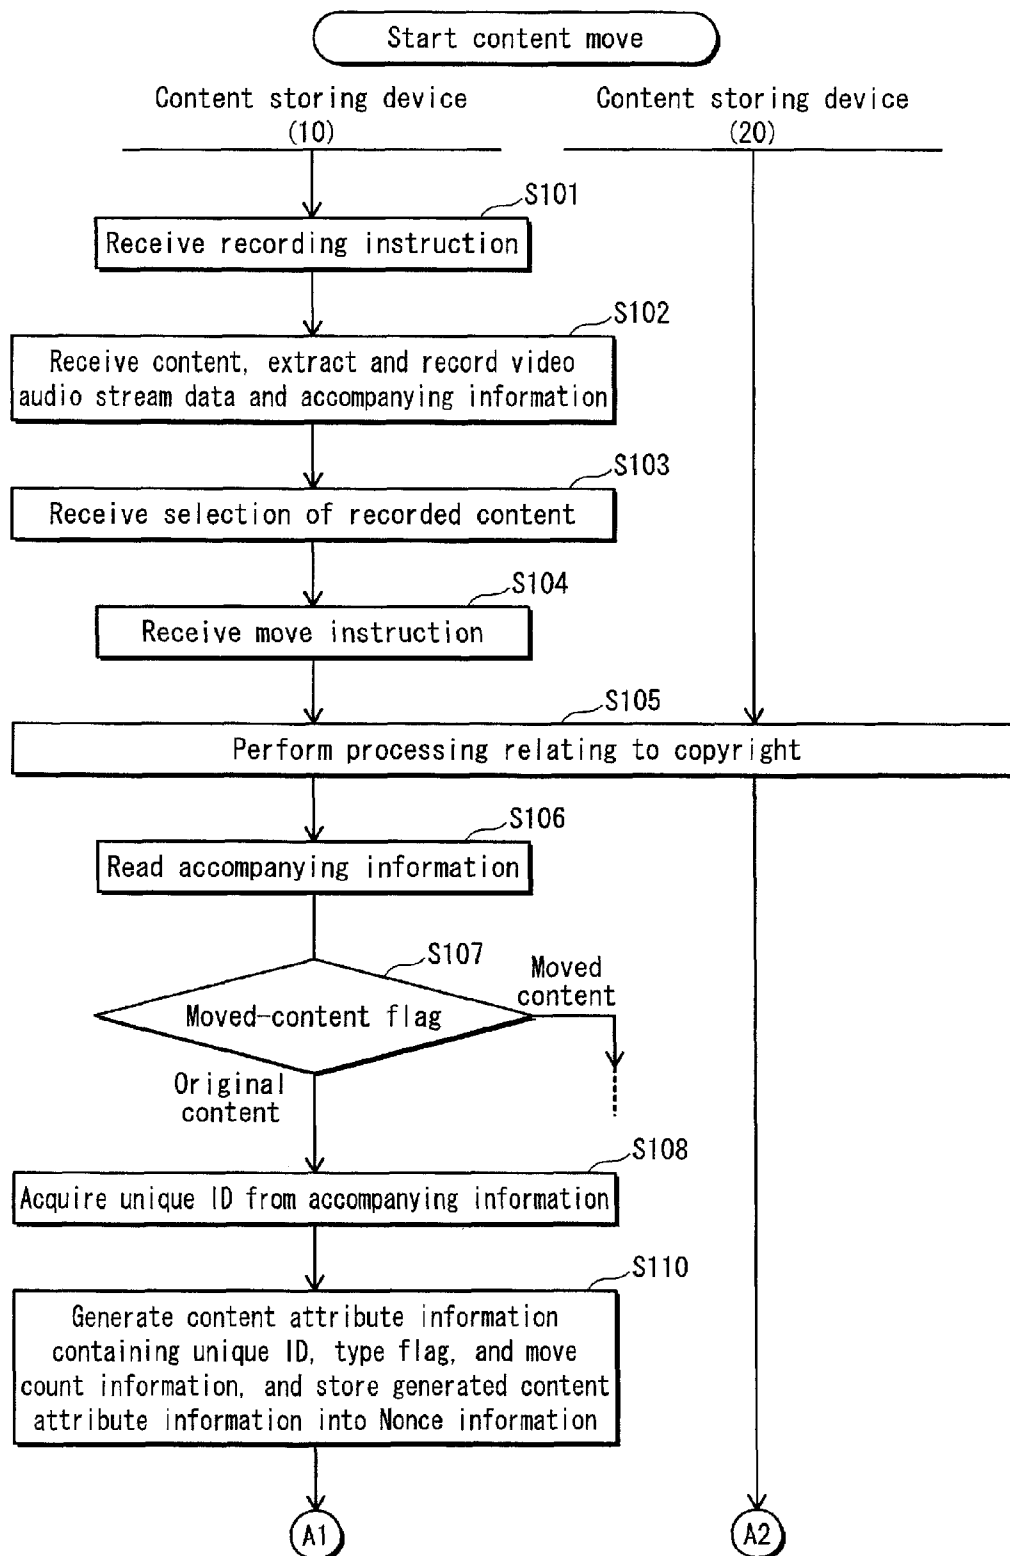 Start content move
Content storing device
(10)
Content storing device
(20)
S101
Receive recording instruction
S102
Receive content, extract and record video
audio stream data and accompanying information
S103
Receive selection of recorded content
S104
Receive move instruction
S105
Perform processing relating to copyright
S106
Read accompanying information
S107
Moved-content flag
Moved
content
Original
content
S108
Acquire unique ID from accompanying information
S110
Generate content attribute information
containing unique ID, type flag, and move
count information, and store generated content
attribute information into Nonce information
A1
A2